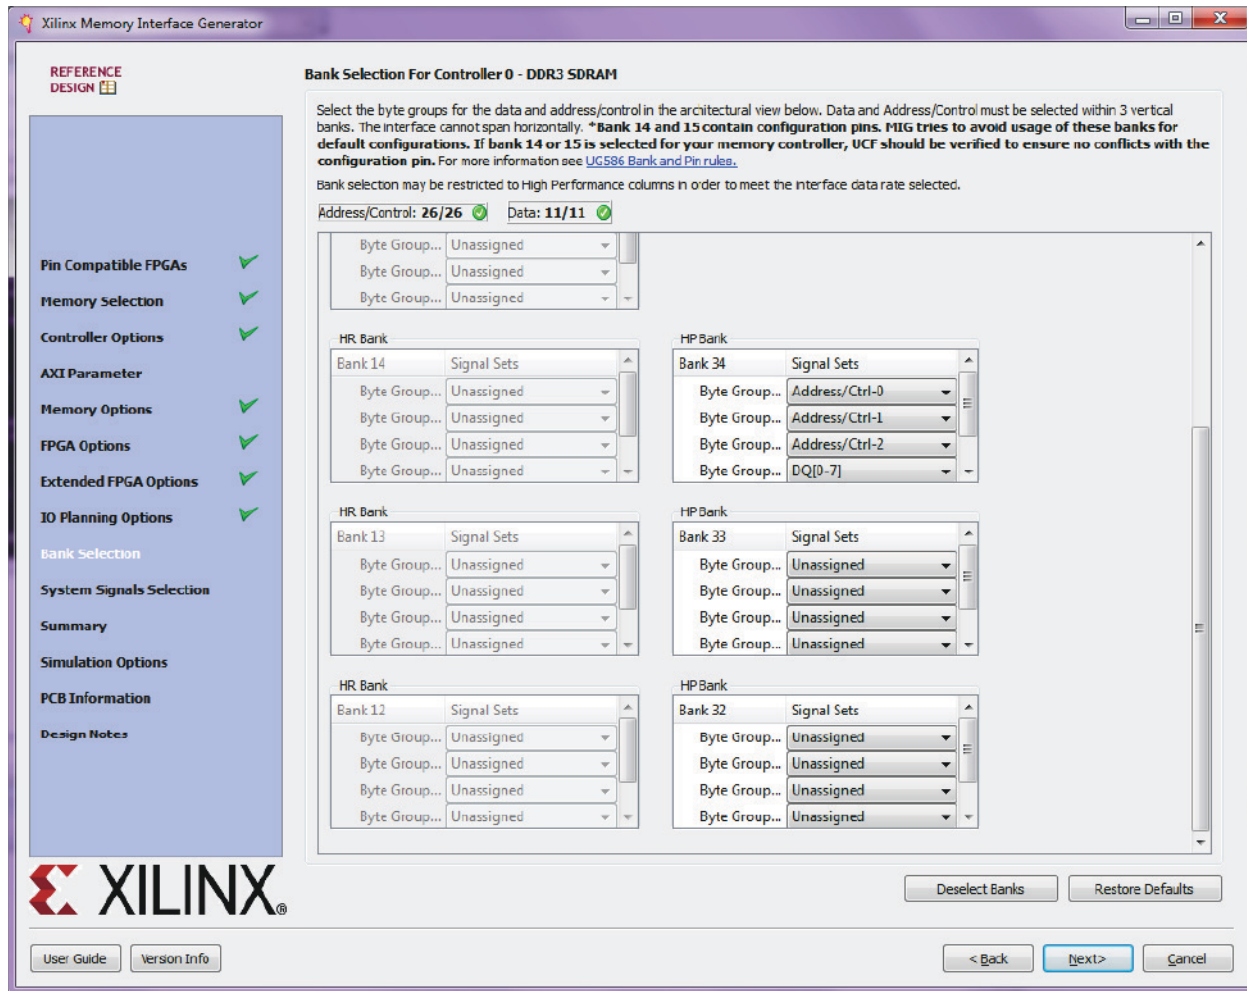 Xilinx Memory Interface Generator
REFERENCE
DESIGN
Pin Compatible FPGAs
Memory Selection
Controller Options
AXI Parameter
Memory Options
FPGA Options
Extended FPGA Options
IO Planning Options
Bank Selection
System Signals Selection
Summary
Simulation Options
PCB Information
Design Notes
XILINX®
Bank Selection For Controller 0 - DDR3 SDRAM
Select the byte groups for the data and address/control in the architectural view below. Data and Address/Control must be selected within 3 vertical
banks. The interface cannot span horizontally. *Bank 14 and 15 contain configuration pins. MIG tries to avoid usage of these banks for
default configurations. If bank 14 or 15 is selected for your memory controller, UCF should be verified to ensure no conflicts with the
configuration pin. For more information see UG586 Bank and Pin rules.
Bank selection may be restricted to High Performance columns in order to meet the interface data rate selected.
Address/Control: 26/26 Data: 11/11
Byte Group... Unassigned
Byte Group... Unassigned
Byte Group... Unassigned
HR Bank
Bank 14 Signal Sets
Byte Group... Unassigned
Byte Group... Unassigned
Byte Group... Unassigned
Byte Group... Unassigned
HP Bank
Bank 34 Signal Sets
Byte Group... Address/Ctrl-0
Byte Group... Address/Ctrl-1
Byte Group... Address/Ctrl-2
Byte Group... DQ[0-7]
HR Bank
Bank 13 Signal Sets
Byte Group... Unassigned
Byte Group... Unassigned
Byte Group... Unassigned
Byte Group... Unassigned
HP Bank
Bank 33 Signal Sets
Byte Group... Unassigned
Byte Group... Unassigned
Byte Group... Unassigned
Byte Group... Unassigned
HR Bank
Bank 12 Signal Sets
Byte Group... Unassigned
Byte Group... Unassigned
Byte Group... Unassigned
Byte Group... Unassigned
HP Bank
Bank 32 Signal Sets
Byte Group... Unassigned
Byte Group... Unassigned
Byte Group... Unassigned
Byte Group... Unassigned
Deselect Banks Restore Defaults
User Guide Version Info < Back Next> Cancel